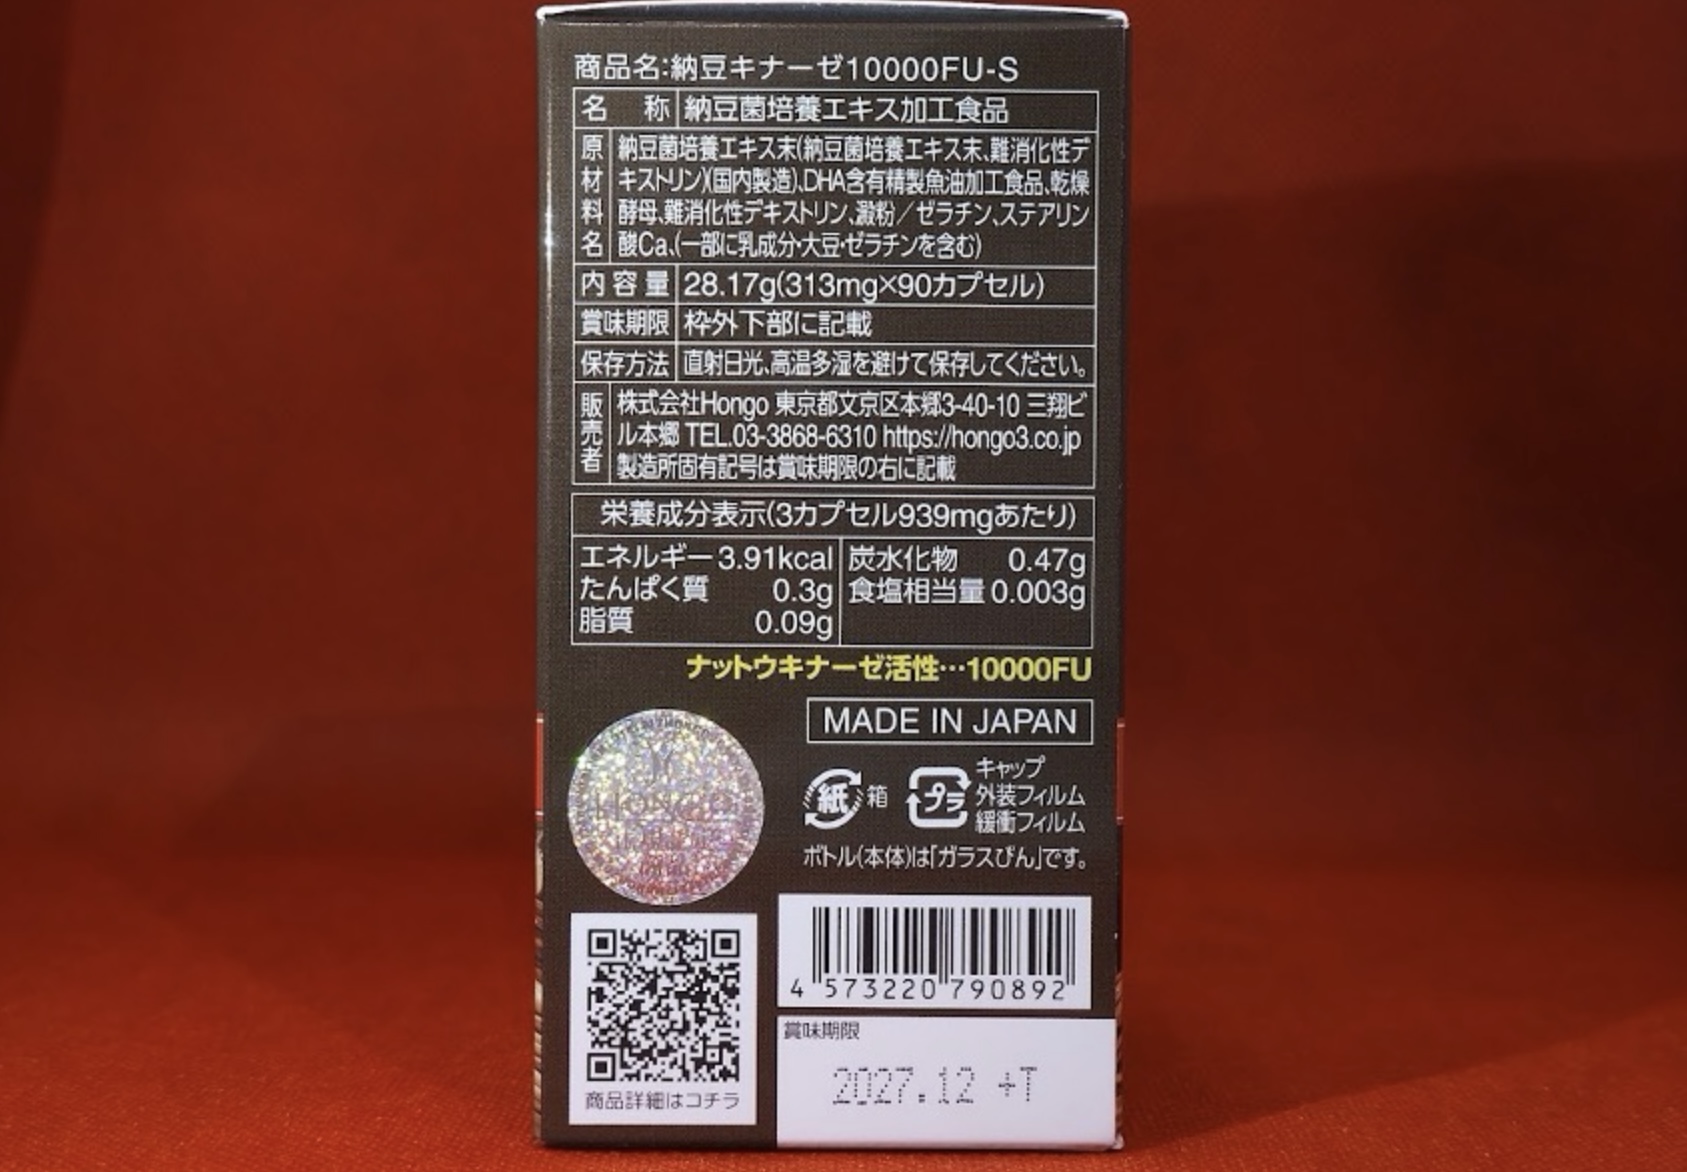 商品名:納豆キナーゼ10000FU-S
名称 納豆菌培養エキス加工食品
原材料名 納豆菌培養エキス末(納豆菌培養エキス末、難消化性デ
キストリン)(国内製造)、DHA含有精製魚油加工食品、乾燥
酵母、難消化性デキストリン、澱粉/ゼラチン、ステアリン
酸Ca、(一部に乳成分・大豆・ゼラチンを含む)
内容量 28.17g(313mg×90カプセル)
賞味期限 枠外下部に記載
保存方法 直射日光、高温多湿を避けて保存してください。
販売者 株式会社Hongo 東京都文京区本郷3-40-10 三翔ビ
ル本郷 TEL.03-3868-6310 https://hongo3.co.jp
製造所固有記号は賞味期限の右に記載
栄養成分表示(3カプセル939mgあたり)
エネルギー 3.91kcal 炭水化物 0.47g
たんぱく質 0.3g 食塩相当量 0.003g
脂質 0.09g
ナットウキナーゼ活性…10000FU
MADE IN JAPAN
HONGO
紙 箱 プラ キャップ
外装フィルム
緩衝フィルム
ボトル(本体)は「ガラスびん」です。
4 573220 790892
賞味期限
2027.12 +T
商品詳細はコチラ